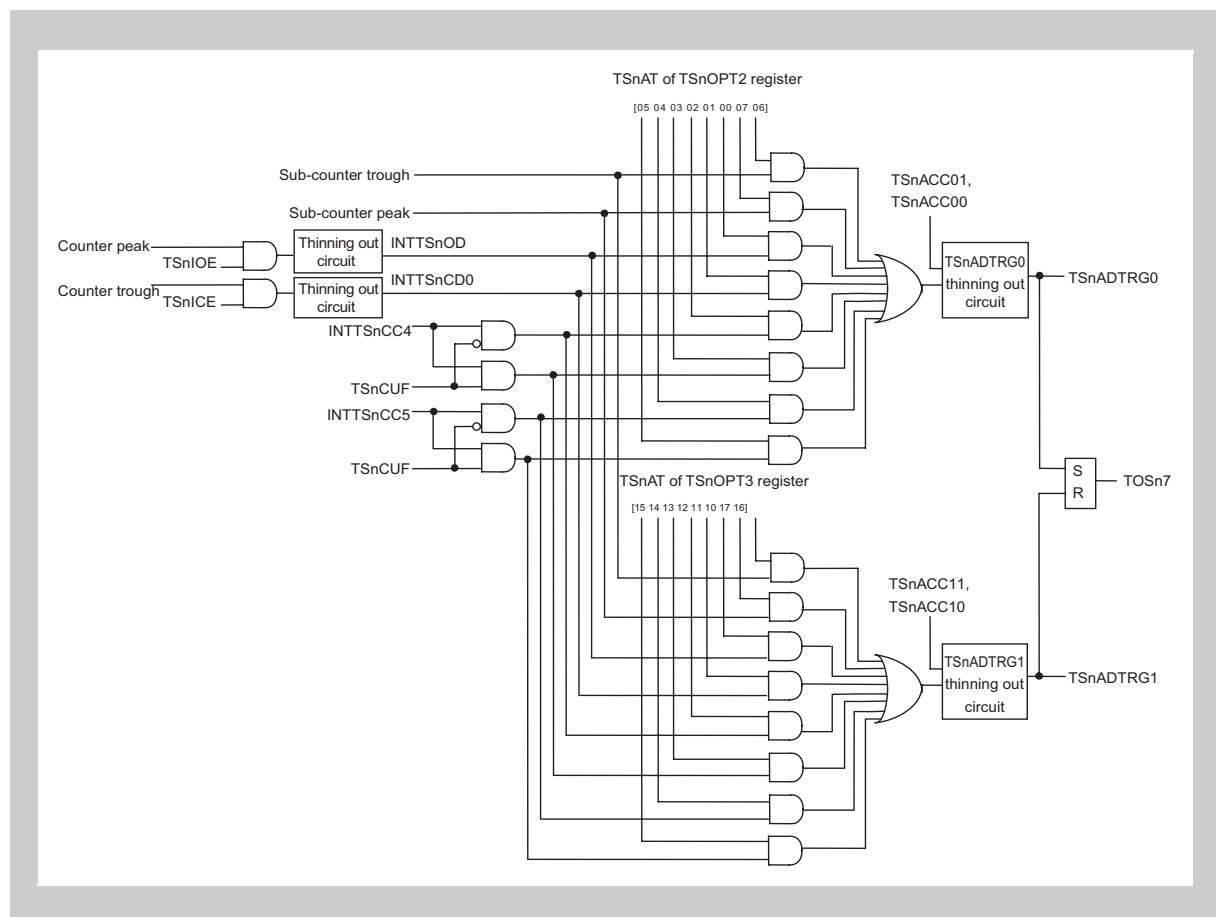 TSnAT of TSnOPT2 register
[05 04 03 02 01 00 07 06]
Sub-counter trough
Sub-counter peak
TSnACC01,
TSnACC00
Counter peak
TSnIOE
Thinning out
circuit
INTTSnOD
Counter trough
TSnICE
Thinning out
circuit
INTTSnCD0
TSnADTRG0
thinning out
circuit
TSnADTRG0
INTTSnCC4
TSnCUF
INTTSnCC5
TSnCUF
S
R
TOSn7
TSnAT of TSnOPT3 register
[15 14 13 12 11 10 17 16]
TSnACC11,
TSnACC10
TSnADTRG1
thinning out
circuit
TSnADTRG1